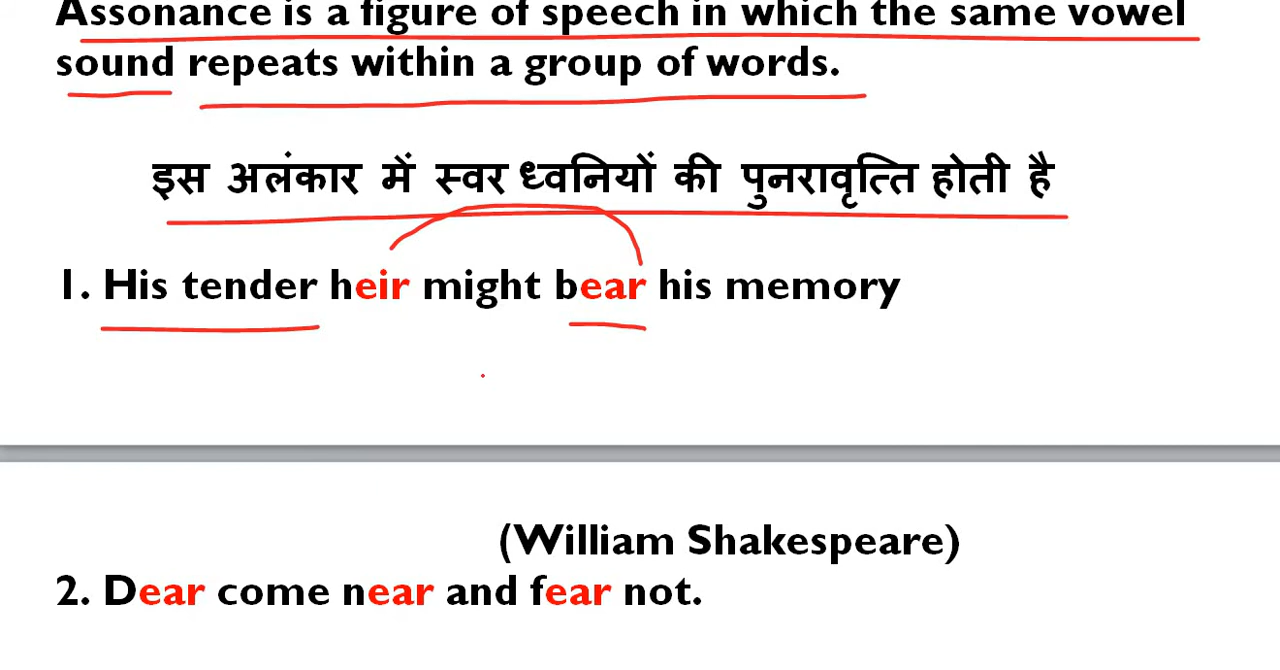 Assonance is a figure of speech in which the same vowel
sound repeats within a group of words.
इस अलंकार में स्वर ध्वनियों की पुनरावृत्ति होती है
1. His tender heir might bear his memory
(William Shakespeare)
2. Dear come near and fear not.